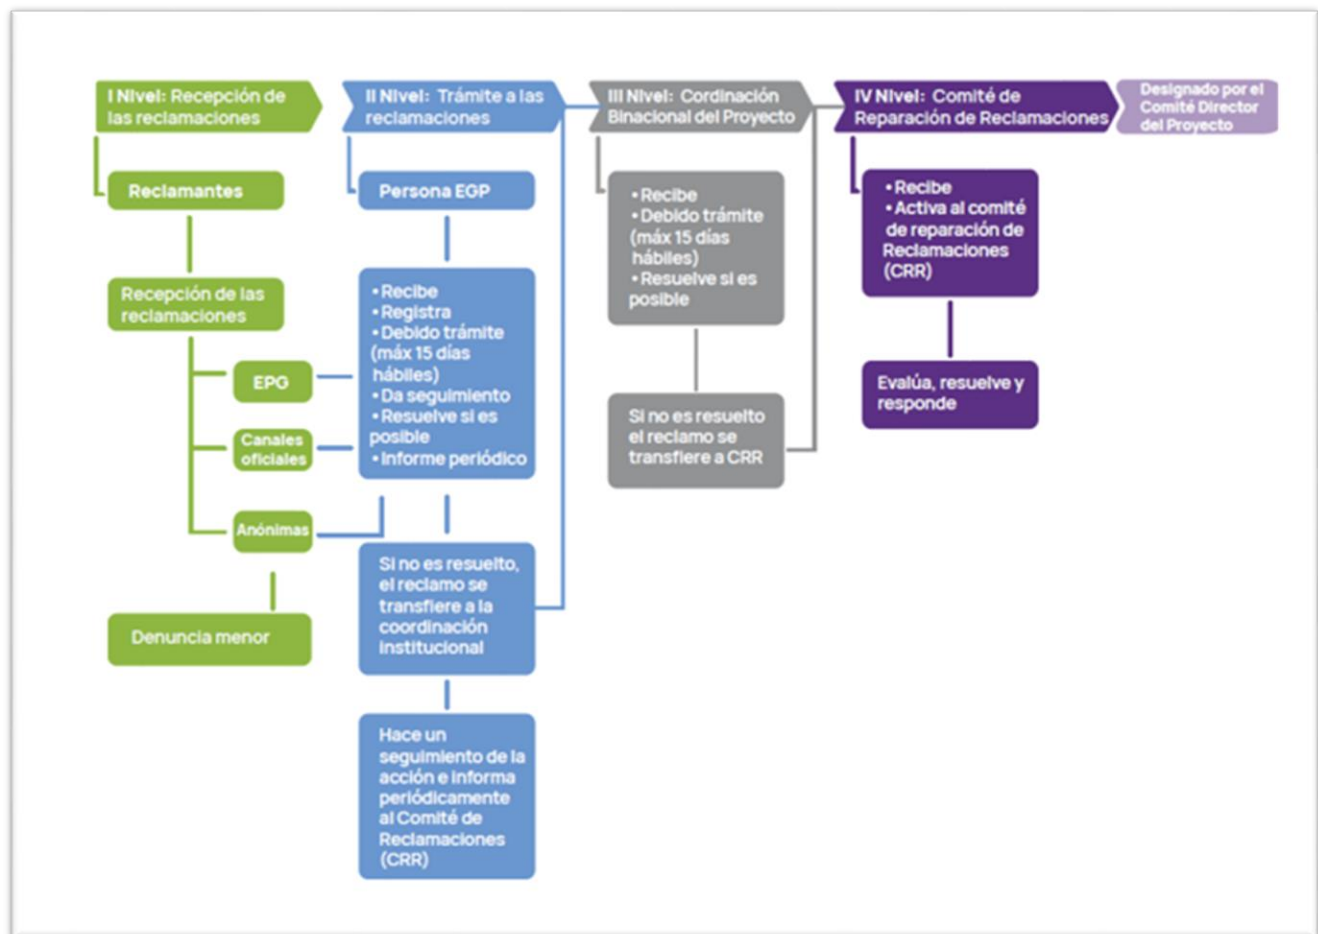 I Nivel: Recepción de
las reclamaciones
II Nivel: Trámite a las
reclamaciones
III Nivel: Cordinación
Binacional del Proyecto
IV Nivel: Comité de
Reparación de Reclamaciones
Designado por el
Comité Director
del Proyecto
Reclamantes
Recepción de las
reclamaciones
EPG
Canales
oficiales
Anónimas
Denuncia menor
Persona EGP
•Recibe
•Registra
•Debido trámite
(máx 15 días
hábiles)
•Da seguimiento
•Resuelve si es
posible
•Informe periódico
Si no es resuelto,
el reclamo se
transfiere a la
coordinación
institucional
Hace un
seguimiento de la
acción e informa
periódicamente
al Comité de
Reclamaciones
(CRR)
•Recibe
•Debido trámite
(máx 15 días
hábiles)
•Resuelve si es
posible
Si no es resuelto
el reclamo se
transfiere a CRR
•Recibe
•Activa al comité
de reparación de
Reclamaciones
(CRR)
Evalúa, resuelve y
responde